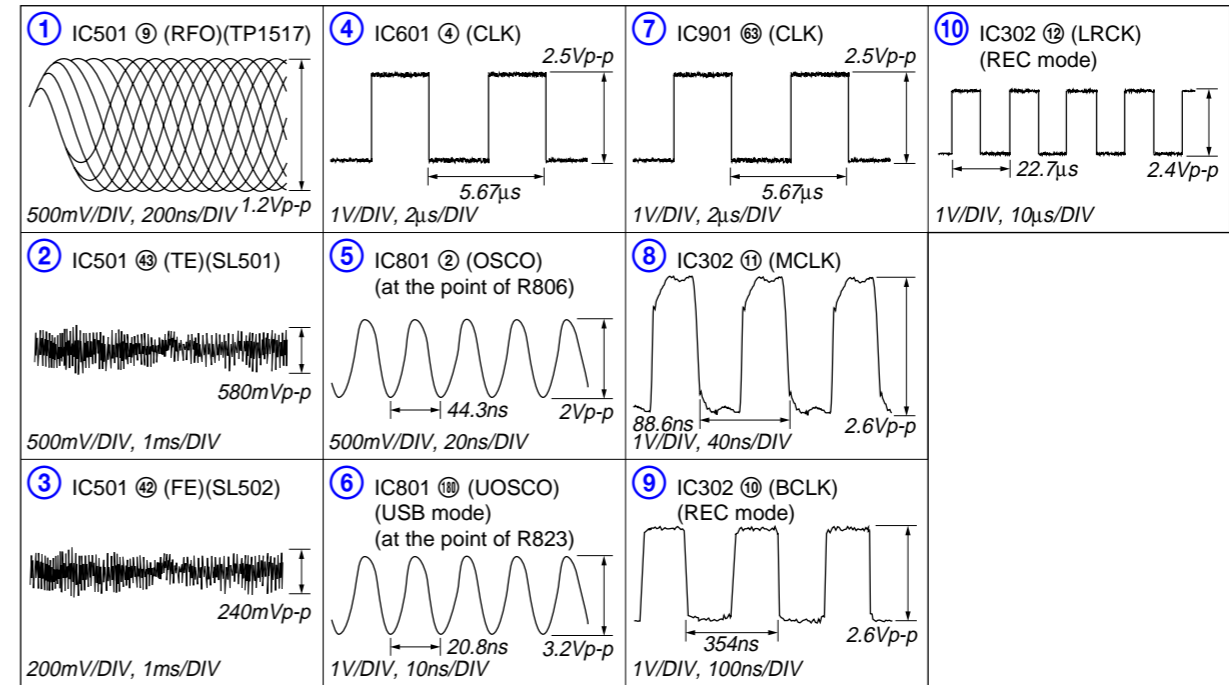 1 IC501 ⑨ (RFO)(TP1517)
1.2Vp-p
500mV/DIV, 200ns/DIV
2 IC501 ㊸ (TE)(SL501)
580mVp-p
500mV/DIV, 1ms/DIV
3 IC501 ㊷ (FE)(SL502)
240mVp-p
200mV/DIV, 1ms/DIV
4 IC601 ④ (CLK)
2.5Vp-p
5.67µs
1V/DIV, 2µs/DIV
5 IC801 ② (OSCO)
(at the point of R806)
44.3ns
2Vp-p
500mV/DIV, 20ns/DIV
6 IC801 (180) (UOSCO)
(USB mode)
(at the point of R823)
20.8ns
3.2Vp-p
1V/DIV, 10ns/DIV
7 IC901 (63) (CLK)
2.5Vp-p
5.67µs
1V/DIV, 2µs/DIV
8 IC302 ⑪ (MCLK)
88.6ns
2.6Vp-p
1V/DIV, 40ns/DIV
9 IC302 ⑩ (BCLK)
(REC mode)
354ns
2.6Vp-p
1V/DIV, 100ns/DIV
10 IC302 ⑫ (LRCK)
(REC mode)
22.7µs
2.4Vp-p
1V/DIV, 10µs/DIV